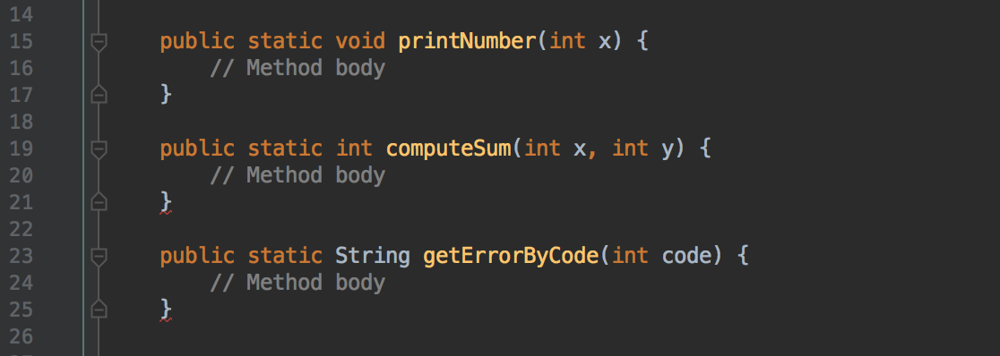 14
15 public static void printNumber(int x) {
16 // Method body
17 }
18
19 public static int computeSum(int x, int y) {
20 // Method body
21 }
22
23 public static String getErrorByCode(int code) {
24 // Method body
25 }
26